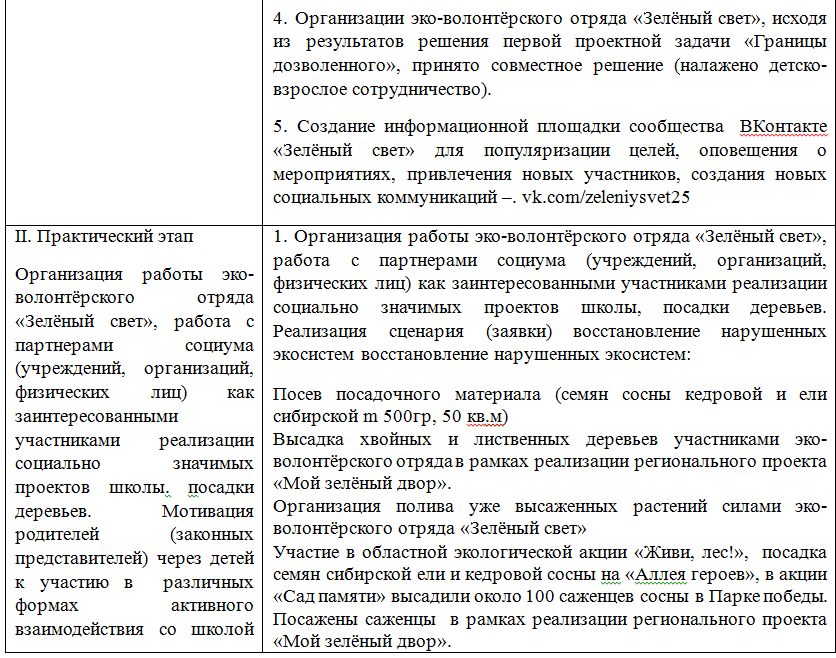 4. Организации эко-волонтёрского отряда «Зелёный свет», исходя
из результатов решения первой проектной задачи «Границы
дозволенного», принято совместное решение (налажено детско-
взрослое сотрудничество).
5. Создание информационной площадки сообщества ВКонтакте
«Зелёный свет» для популяризации целей, оповещения о
мероприятиях, привлечения новых участников, создания новых
социальных коммуникаций –. vk.com/zeleniysvet25
II. Практический этап
Организация работы эко-
волонтёрского отряда
«Зелёный свет», работа с
партнерами социума
(учреждений, организаций,
физических лиц) как
заинтересованными
участниками реализации
социально значимых
проектов школы, посадки
деревьев. Мотивация
родителей (законных
представителей) через детей
к участию в различных
формах активного
взаимодействия со школой
1. Организация работы эко-волонтёрского отряда «Зелёный свет»,
работа с партнерами социума (учреждений, организаций,
физических лиц) как заинтересованными участниками реализации
социально значимых проектов школы, посадки деревьев.
Реализация сценария (заявки) восстановление нарушенных
экосистем восстановление нарушенных экосистем:
Посев посадочного материала (семян сосны кедровой и ели
сибирской m 500гр, 50 кв.м)
Высадка хвойных и лиственных деревьев участниками эко-
волонтёрского отряда в рамках реализации регионального проекта
«Мой зелёный двор».
Организация полива уже высаженных растений силами эко-
волонтёрского отряда «Зелёный свет»
Участие в областной экологической акции «Живи, лес!», посадка
семян сибирской ели и кедровой сосны на «Аллея героев», в акции
«Сад памяти» высадили около 100 саженцев сосны в Парке победы.
Посажены саженцы в рамках реализации регионального проекта
«Мой зелёный двор».